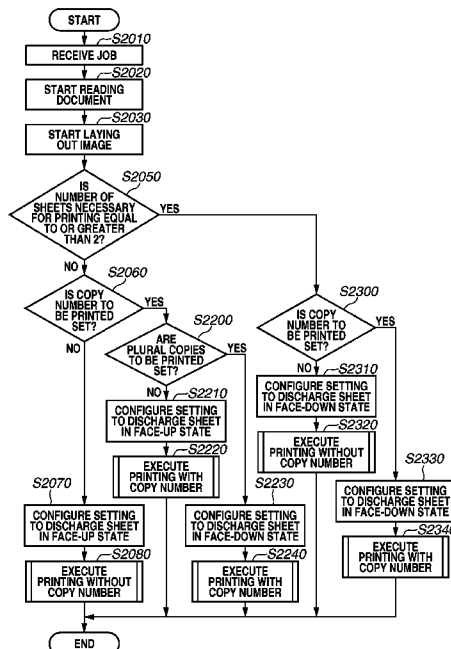 START
S2010
RECEIVE JOB
S2020
START READING
DOCUMENT
S2030
START LAYING
OUT IMAGE
S2050
IS
NUMBER OF
SHEETS NECESSARY
FOR PRINTING EQUAL
TO OR GREATER
THAN 2?
YES
NO
S2060
IS COPY
NUMBER TO
BE PRINTED
SET?
YES
NO
S2200
ARE
PLURAL COPIES
TO BE PRINTED
SET?
YES
NO
S2300
IS COPY
NUMBER TO
BE PRINTED
SET?
YES
NO
S2210
CONFIGURE SETTING
TO DISCHARGE SHEET
IN FACE-UP STATE
S2220
EXECUTE
PRINTING WITH
COPY NUMBER
S2310
CONFIGURE SETTING
TO DISCHARGE SHEET
IN FACE-DOWN STATE
S2320
EXECUTE
PRINTING WITHOUT
COPY NUMBER
S2330
CONFIGURE SETTING
TO DISCHARGE SHEET
IN FACE-DOWN STATE
S2340
EXECUTE
PRINTING WITH
COPY NUMBER
S2070
CONFIGURE SETTING
TO DISCHARGE SHEET
IN FACE-UP STATE
S2080
EXECUTE
PRINTING WITHOUT
COPY NUMBER
S2230
CONFIGURE SETTING
TO DISCHARGE SHEET
IN FACE-DOWN STATE
S2240
EXECUTE
PRINTING WITH
COPY NUMBER
END